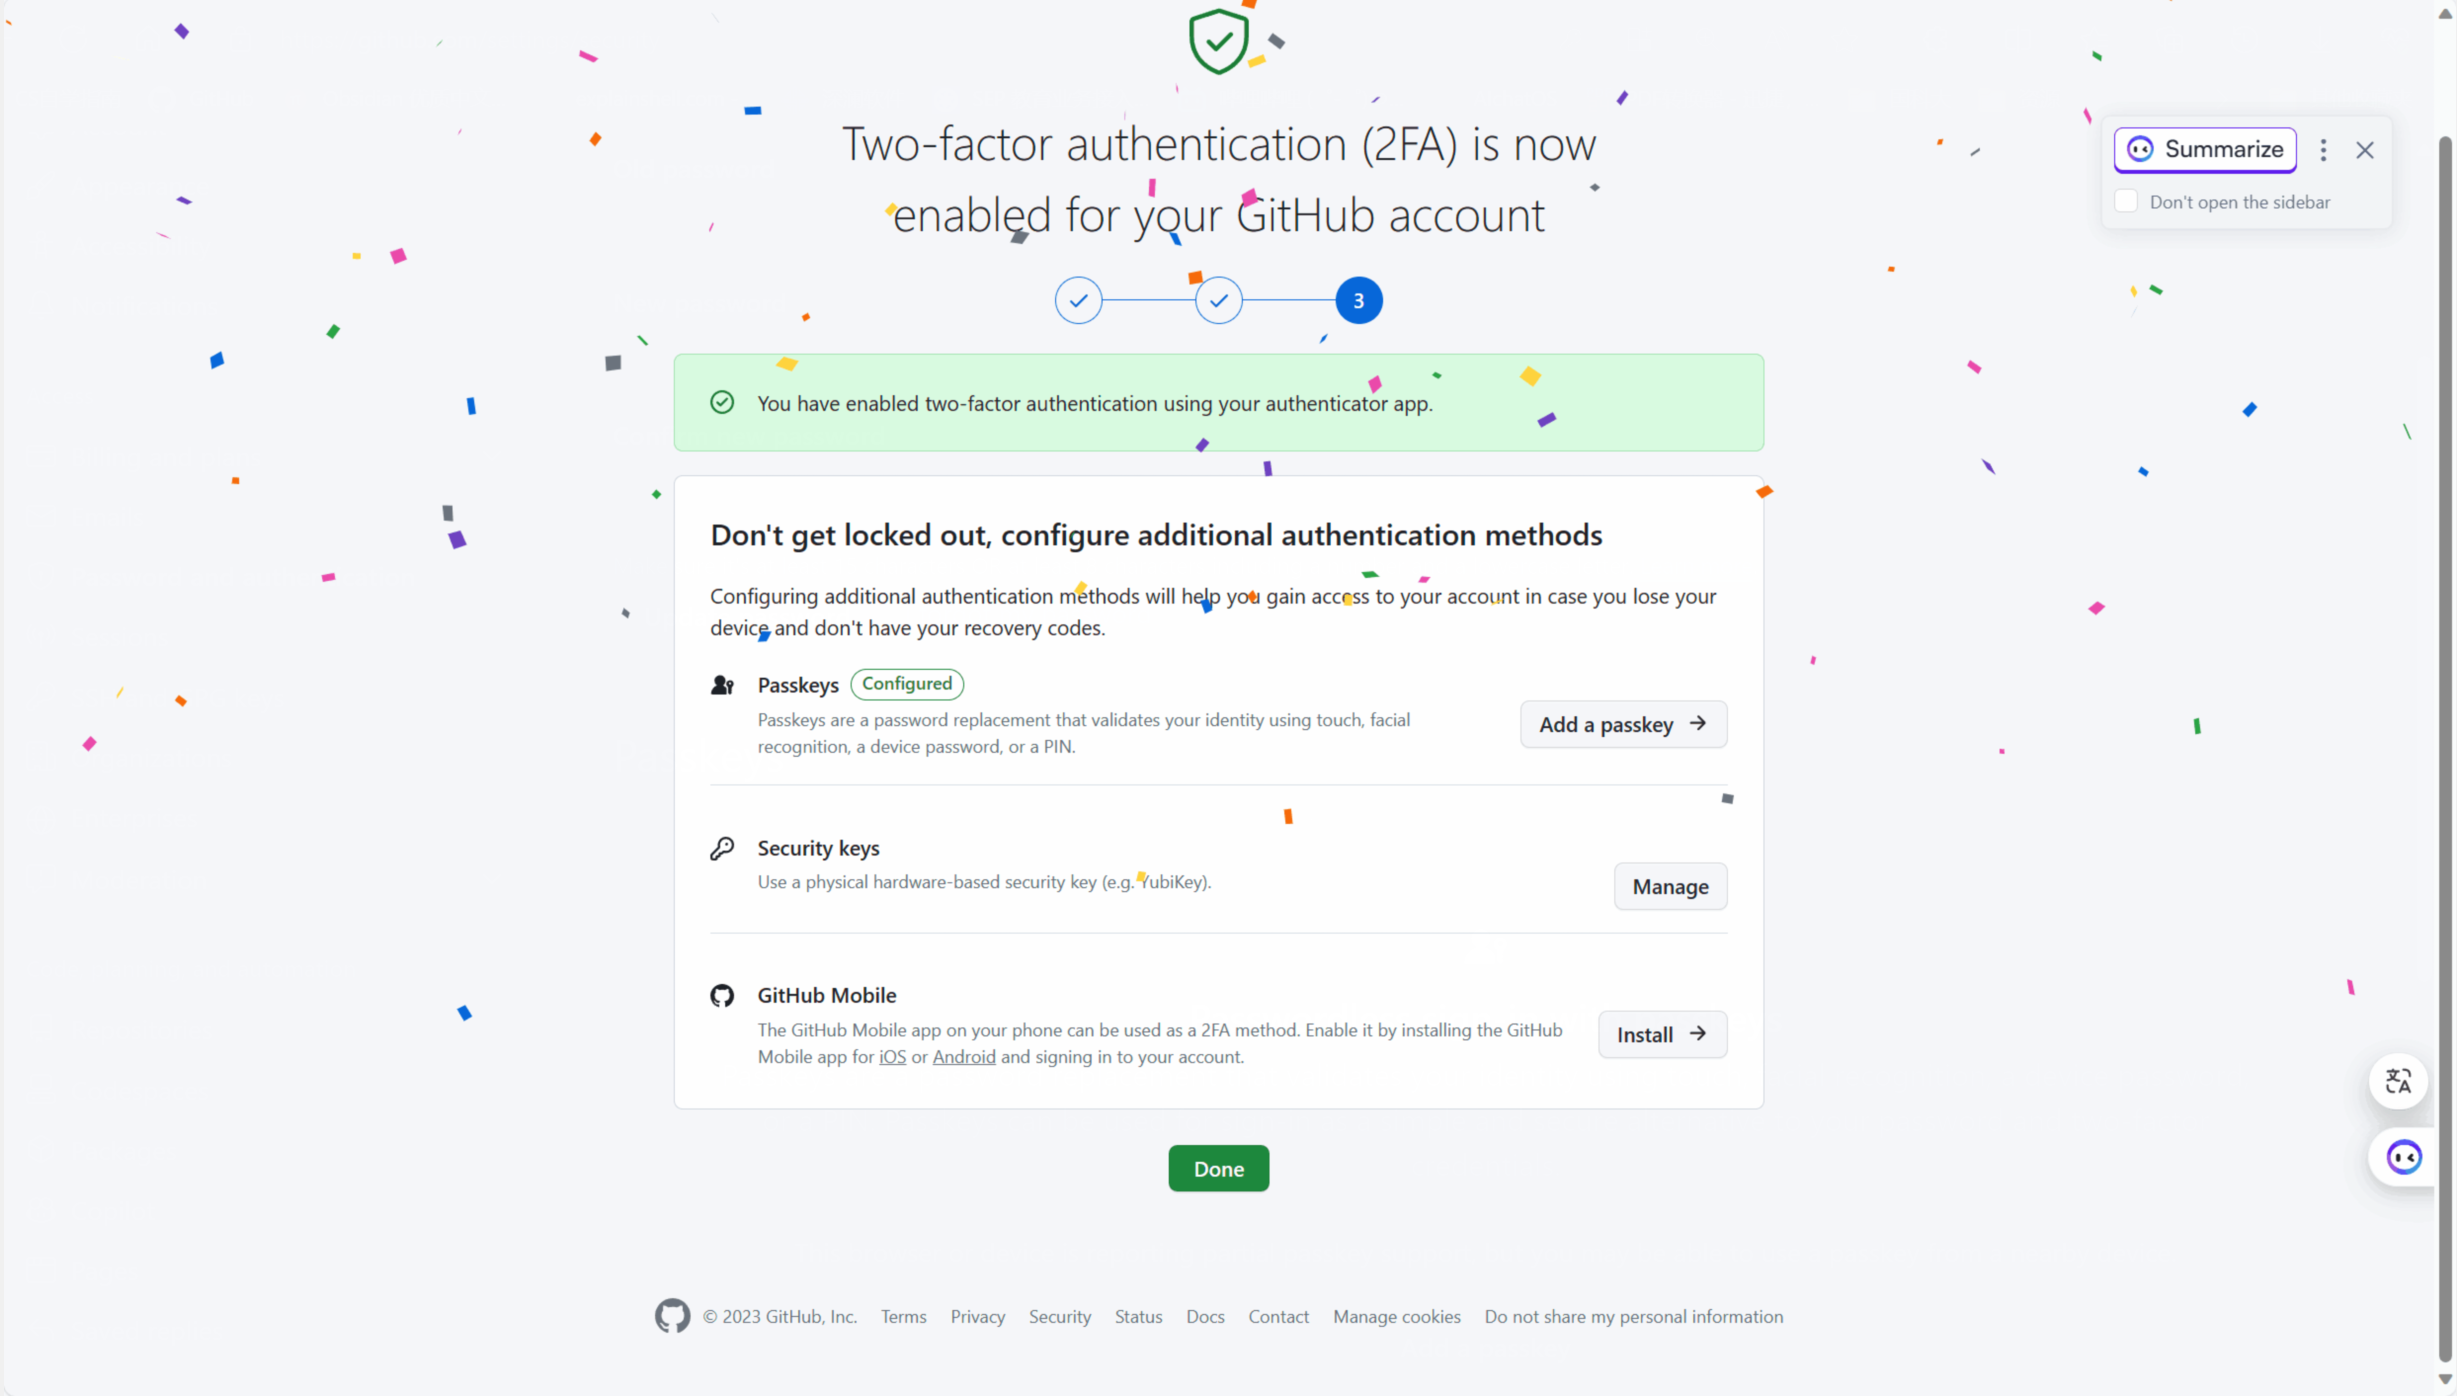 Two-factor authentication (2FA) is now
enabled for your GitHub account
Summarize
Don't open the sidebar
3
You have enabled two-factor authentication using your authenticator app.
Don't get locked out, configure additional authentication methods
Configuring additional authentication methods will help you gain access to your account in case you lose your
device and don't have your recovery codes.
Passkeys Configured
Passkeys are a password replacement that validates your identity using touch, facial
recognition, a device password, or a PIN.
Add a passkey
Security keys
Use a physical hardware-based security key (e.g. YubiKey).
Manage
GitHub Mobile
The GitHub Mobile app on your phone can be used as a 2FA method. Enable it by installing the GitHub
Mobile app for iOS or Android and signing in to your account.
Install
Done
© 2023 GitHub, Inc. Terms Privacy Security Status Docs Contact Manage cookies Do not share my personal information